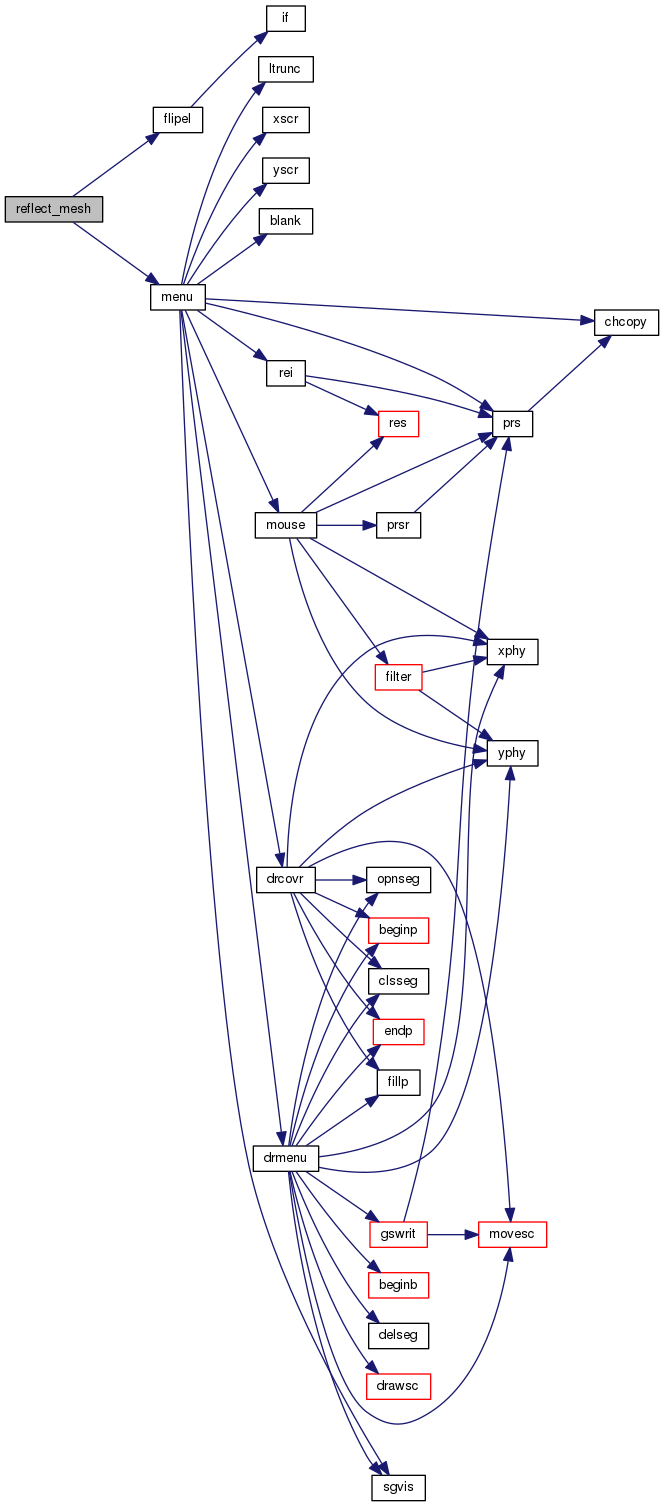 if
ltrunc
flipel
xscr
yscr
reflect_mesh
blank
menu
chcopy
rei
res
prs
mouse
prsr
xphy
filter
yphy
drcovr
opnseg
beginp
clsseg
endp
fillp
drmenu
gswrit
movesc
beginb
delseg
drawsc
sgvis